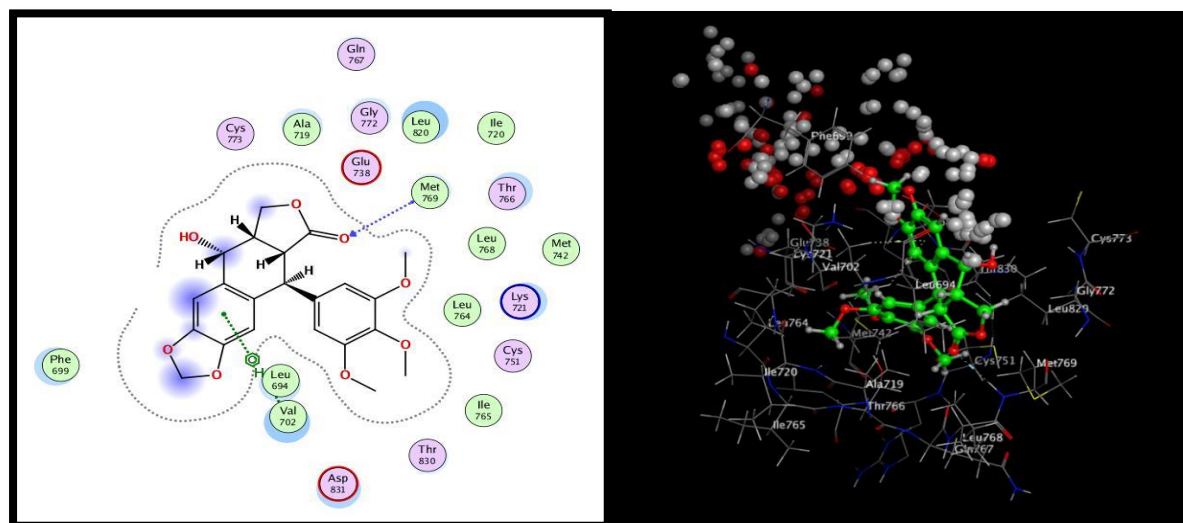 Gln
767
Cys
773
Ala
719
Gly
772
Leu
820
Ile
720
Glu
738
Met
769
Thr
766
H
O
HO
H
O
H
H
O
O
O
O
O
H
Leu
768
Met
742
Leu
764
Lys
721
Cys
751
Phe
699
Leu
694
Val
702
Ile
765
Thr
830
Asp
831
Glu738
Lys721
Val702
Thr830
Leu694
Cys773
Gly772
Leu820
Leu764
Met742
Cys751
Met769
Ile720
Ala719
Thr766
Ile765
Leu768
Gln767